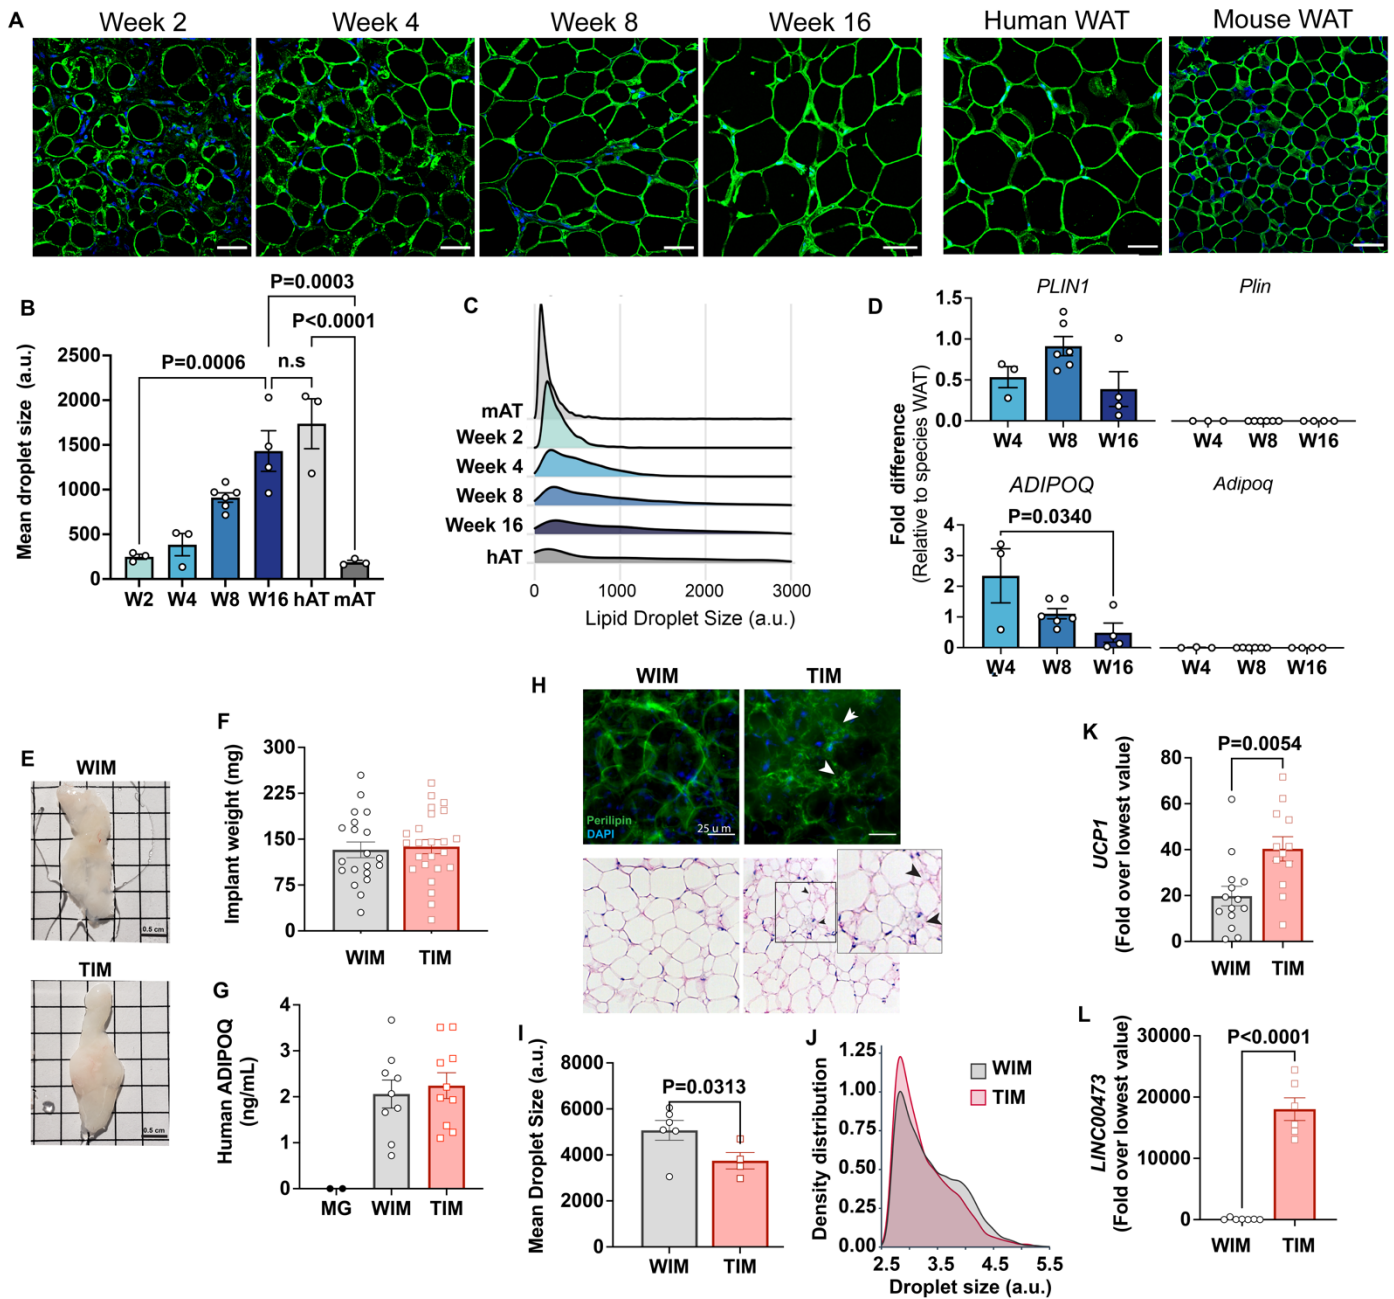 A
Week 2
Week 4
Week 8
Week 16
Human WAT
Mouse WAT
B
P=0.0003
P<0.0001
P=0.0006
n.s
Mean droplet size (a.u.)
2500
2000
1500
1000
500
0
W2 W4 W8 W16 hAT mAT
C
mAT
Week 2
Week 4
Week 8
Week 16
hAT
0 1000 2000 3000
Lipid Droplet Size (a.u.)
D
Fold difference
(Relative to species WAT)
PLIN1
Plin
1.5
1.0
0.5
0.0
W4 W8 W16
W4 W8 W16
ADIPOQ
Adipoq
P=0.0340
4
3
2
1
0
W4 W8 W16
W4 W8 W16
E
WIM
0.5 cm
TIM
0.5 cm
F
Implant weight (mg)
300
225
150
75
0
WIM TIM
G
Human ADIPOQ
(ng/mL)
4
3
2
1
0
MG WIM TIM
H
WIM
TIM
Perilipin
DAPI
25 u m
I
Mean Droplet Size (a.u.)
8000
6000
4000
2000
0
P=0.0313
WIM TIM
J
Density distribution
1.25
1.00
0.75
0.50
0.25
0.00
WIM
TIM
2.5 3.5 4.5 5.5
Droplet size (a.u.)
K
UCP1
(Fold over lowest value)
P=0.0054
80
60
40
20
0
WIM TIM
L
LINC00473
(Fold over lowest value)
P<0.0001
30000
20000
10000
0
WIM TIM